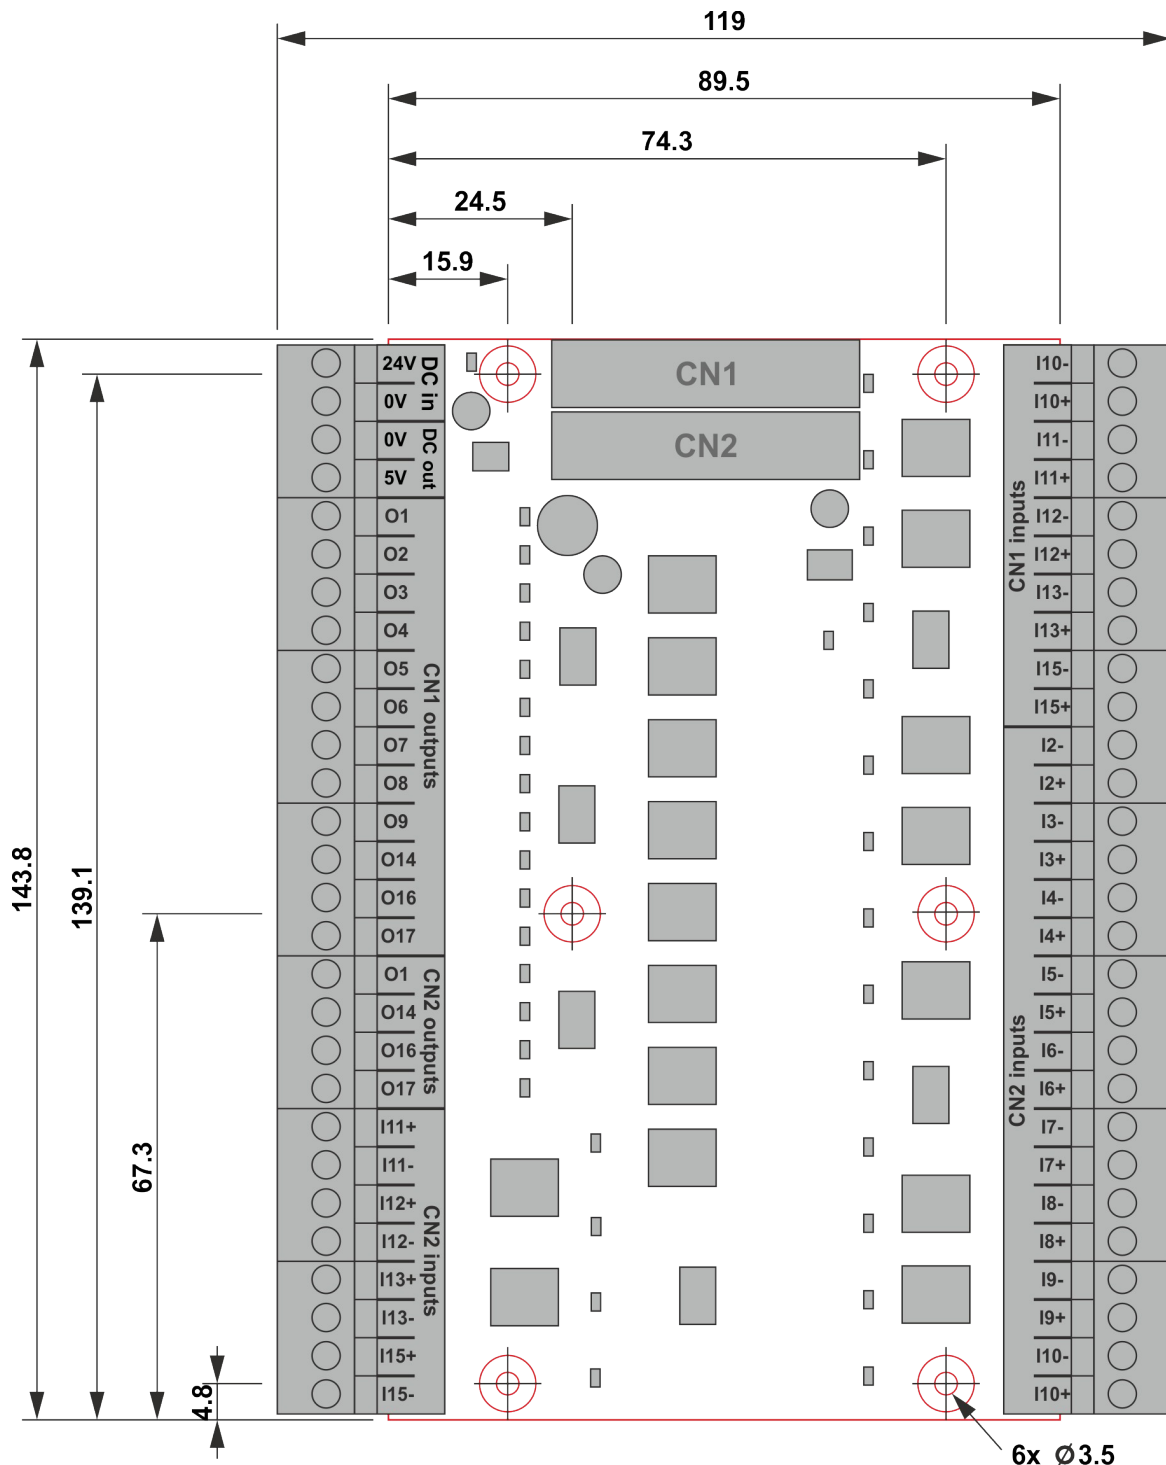 119
89.5
74.3
24.5
15.9
143.8
139.1
67.3
4.8
24V
0V
DC in
0V
5V
DC out
O1
O2
O3
O4
O5
O6
O7
O8
O9
O14
O16
O17
CN1 outputs
O1
O14
O16
O17
CN2 outputs
I11+
I11-
I12+
I12-
I13+
I13-
I15+
I15-
CN2 inputs
CN1
CN2
I10-
I10+
I11-
I11+
I12-
I12+
I13-
I13+
I15-
I15+
CN1 inputs
I2-
I2+
I3-
I3+
I4-
I4+
I5-
I5+
I6-
I6+
I7-
I7+
I8-
I8+
I9-
I9+
I10-
I10+
CN2 inputs
6x Ø3.5